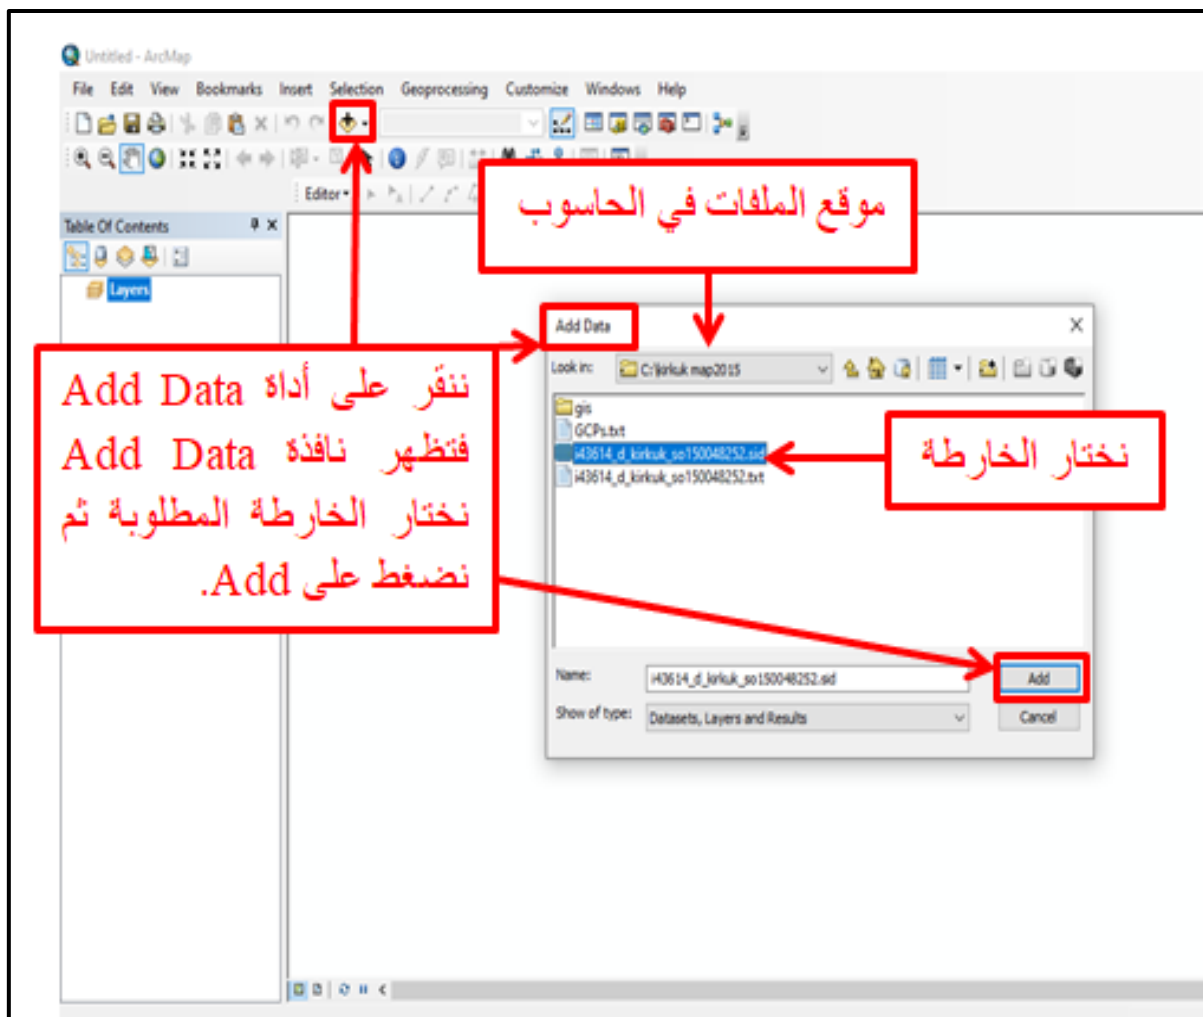 Untitled - ArcMap
File Edit View Bookmarks Insert Selection Geoprocessing Customize Windows Help
Editor
Table Of Contents
Layers
موقع الملفات في الحاسوب
Add Data
Look in: C:\kirkuk map2015
gis
GCPs.txt
i43614_d_kirkuk_so150048252.sid
i43614_d_kirkuk_so150048252.txt
نختار الخارطة
ننقر على أداة Add Data
فتظهر نافذة Add Data
نختار الخارطة المطلوبة ثم
نضغط على Add.
Name: i43614_d_kirkuk_so150048252.sid
Add
Show of type: Datasets, Layers and Results
Cancel